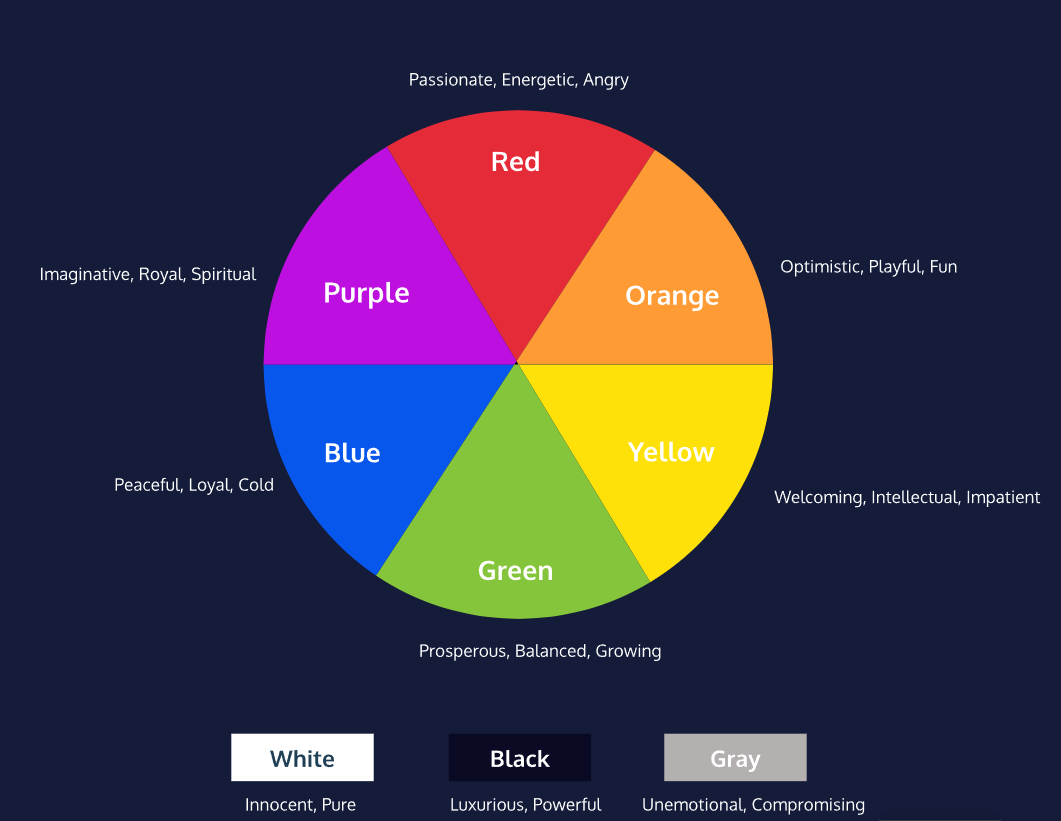 Passionate, Energetic, Angry
Red
Optimistic, Playful, Fun
Imaginative, Royal, Spiritual
Purple
Orange
Blue
Yellow
Peaceful, Loyal, Cold
Welcoming, Intellectual, Impatient
Green
Prosperous, Balanced, Growing
White
Black
Gray
Innocent, Pure
Luxurious, Powerful
Unemotional, Compromising